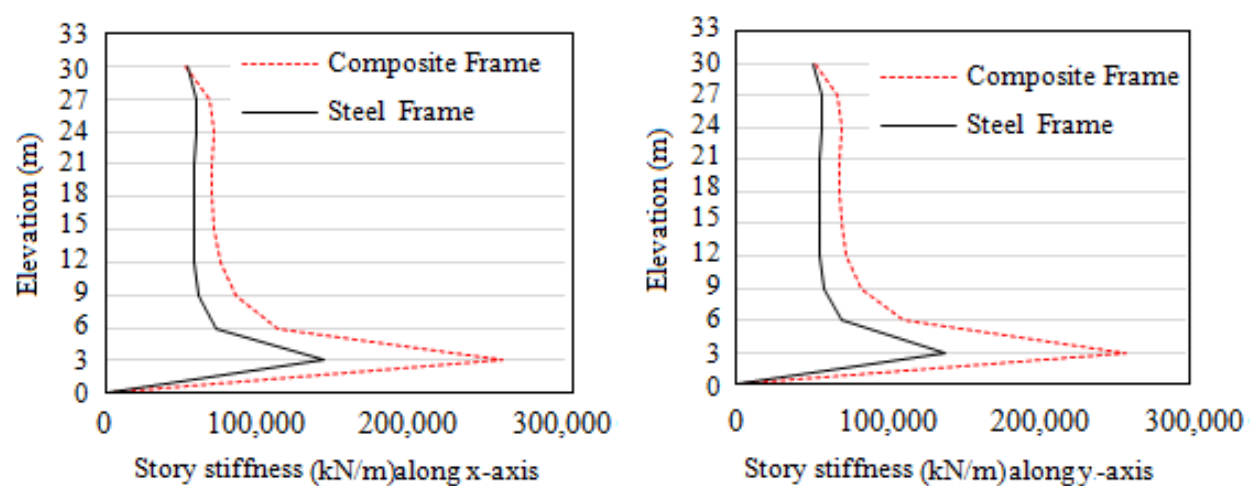 33
30
27
24
21
18
15
12
9
6
3
0
Elevation (m)
Composite Frame
Steel Frame
0 100,000 200,000 300,000
Story stiffness (kN/m)along x-axis
33
30
27
24
21
18
15
12
9
6
3
0
Elevation (m)
Composite Frame
Steel Frame
0 100,000 200,000 300,000
Story stiffness (kN/m)along y-axis